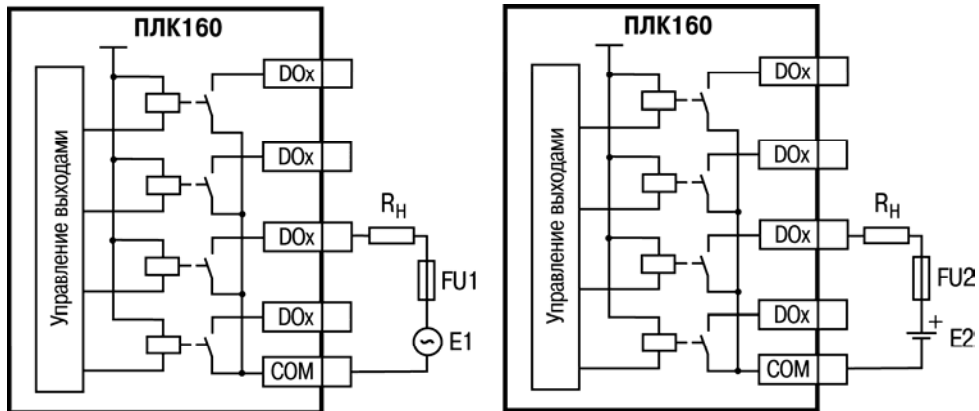 ПЛК160
Управление выходами
DOx
DOx
DOx
DOx
COM
RН
FU1
~
E1
ПЛК160
Управление выходами
DOx
DOx
DOx
DOx
COM
RН
FU2
+
E2